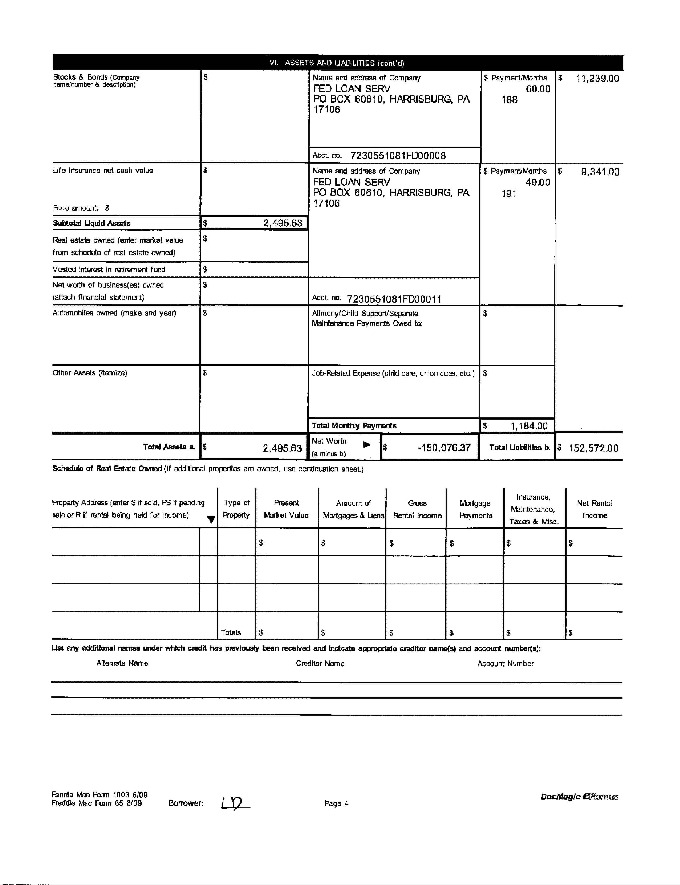 VI. ASSETS AND LIABILITIES (cont'd)
Stocks & Bonds (Company name/number & description)
$
Name and address of Company
FED LOAN SERV
PO BOX 60610, HARRISBURG, PA
17106
$ Payment/Months
60.00
188
$ 11,239.00
Acct. no. 7230551081FD00008
Life insurance net cash value
$
Face amount: $
Name and address of Company
FED LOAN SERV
PO BOX 60610, HARRISBURG, PA
17106
$ Payment/Months
49.00
191
$ 9,341.00
Subtotal Liquid Assets
$ 2,495.63
Real estate owned (enter market value
from schedule of real estate owned)
$
Vested interest in retirement fund
$
Net worth of business(es) owned
(attach financial statement)
$
Acct. no. 7230551081FD00011
Automobiles owned (make and year)
$
Alimony/Child Support/Separate
Maintenance Payments Owed to:
$
Other Assets (itemize)
$
Job-Related Expense (child care, union dues, etc.)
$
Total Monthly Payments
$ 1,184.00
Total Assets a.
$ 2,495.63
Net Worth
(a minus b)
$ -150,076.37
Total Liabilities b.
$ 152,572.00
Schedule of Real Estate Owned (If additional properties are owned, use continuation sheet.)
Property Address (enter S if sold, PS if pending
sale or R if rental being held for income)
Type of
Property
Present
Market Value
Amount of
Mortgages & Liens
Gross
Rental Income
Mortgage
Payments
Insurance,
Maintenance,
Taxes & Misc.
Net Rental
Income
$ $ $ $ $ $
Totals $ $ $ $ $ $
List any additional names under which credit has previously been received and indicate appropriate creditor name(s) and account number(s):
Alternate Name Creditor Name Account Number
Fannie Mae Form 1003 6/09
Freddie Mac Form 65 6/09
Borrower: LD
Page 4
DocMagic eForms